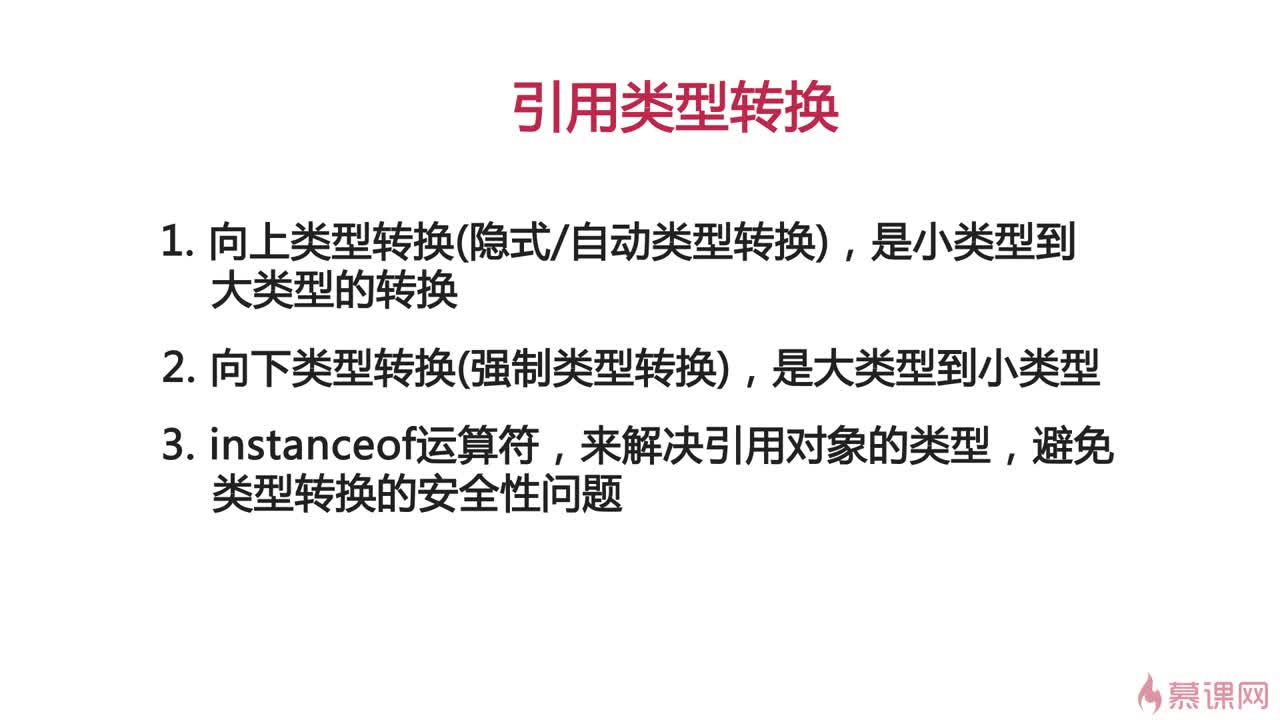 引用类型转换
1. 向上类型转换(隐式/自动类型转换)，是小类型到
大类型的转换
2. 向下类型转换(强制类型转换)，是大类型到小类型
3. instanceof运算符，来解决引用对象的类型，避免
类型转换的安全性问题
慕课网